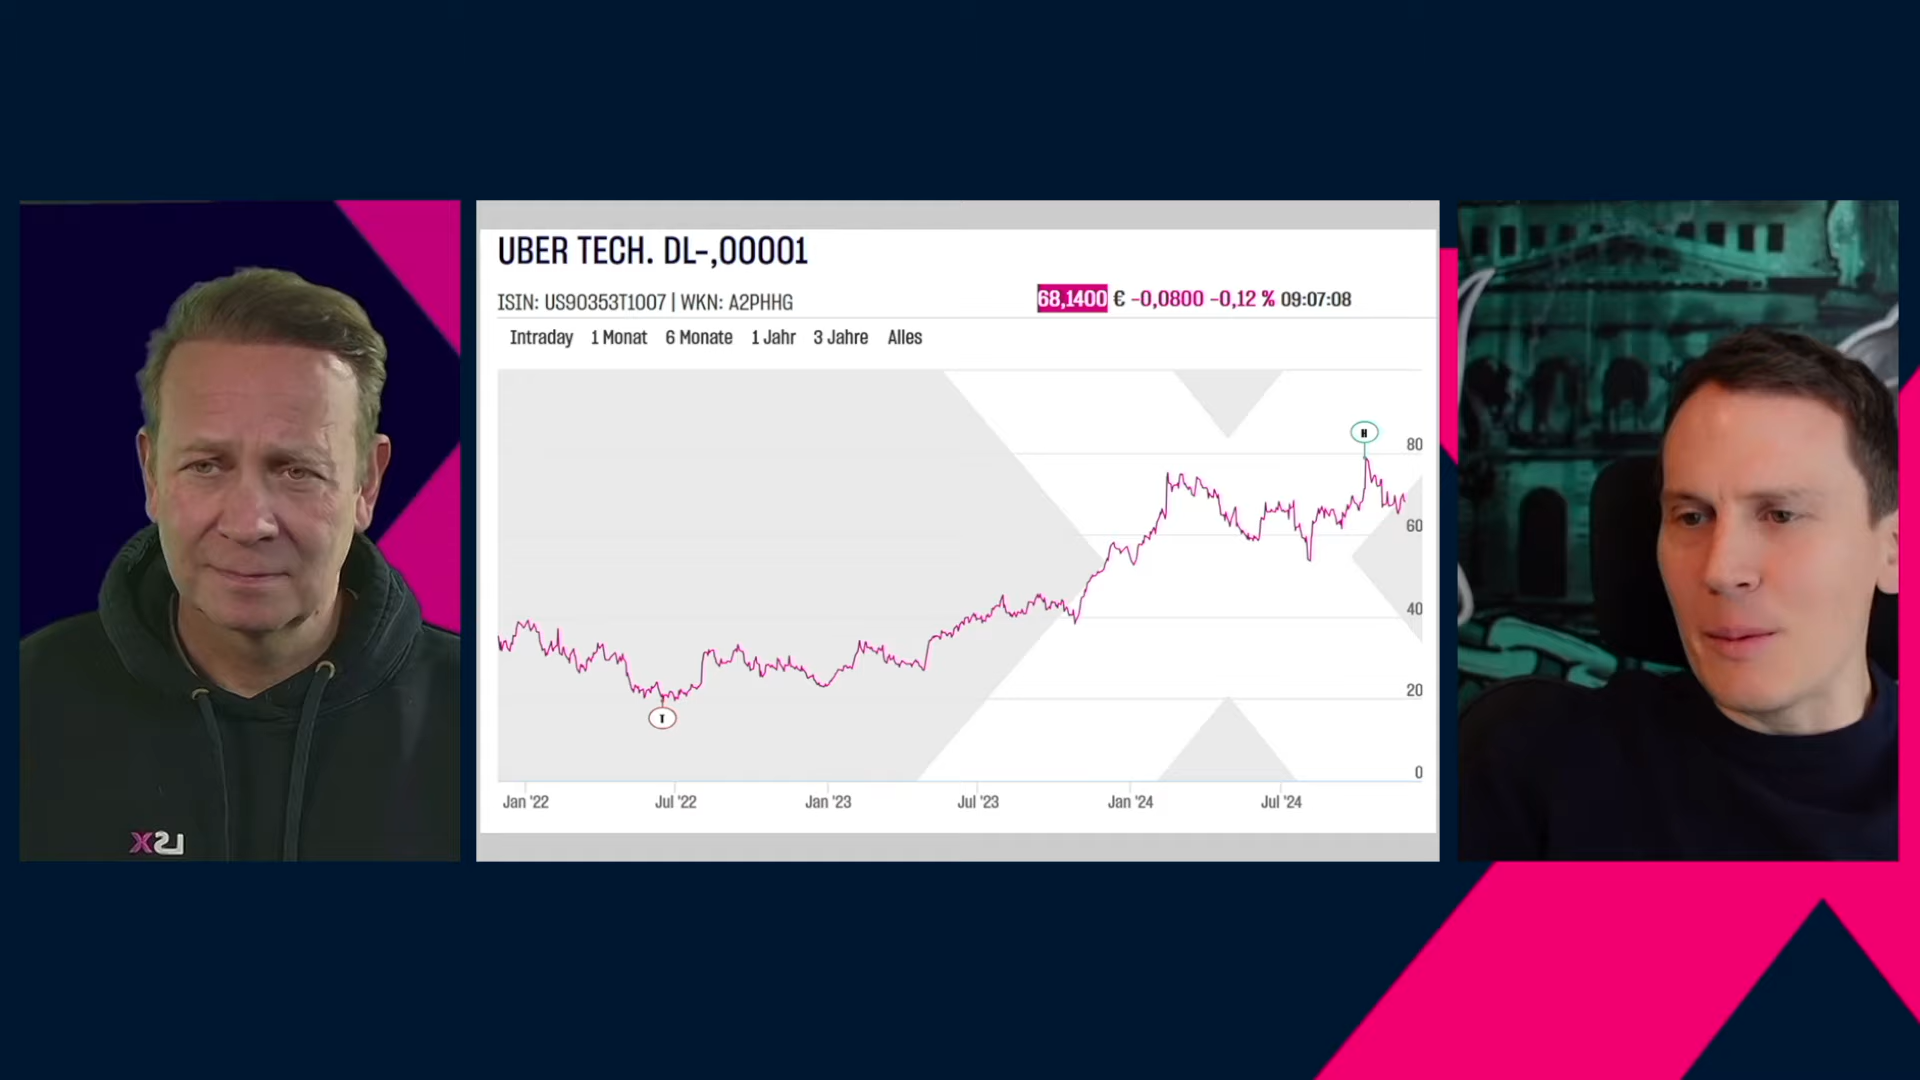 UBER TECH. DL-,00001
ISIN: US90353T1007 | WKN: A2PHHG
68,1400 € -0,0800 -0,12 % 09:07:08
Intraday 1 Monat 6 Monate 1 Jahr 3 Jahre Alles
H
80
60
40
20
T
0
Jan '22 Jul '22 Jan '23 Jul '23 Jan '24 Jul '24
LSX